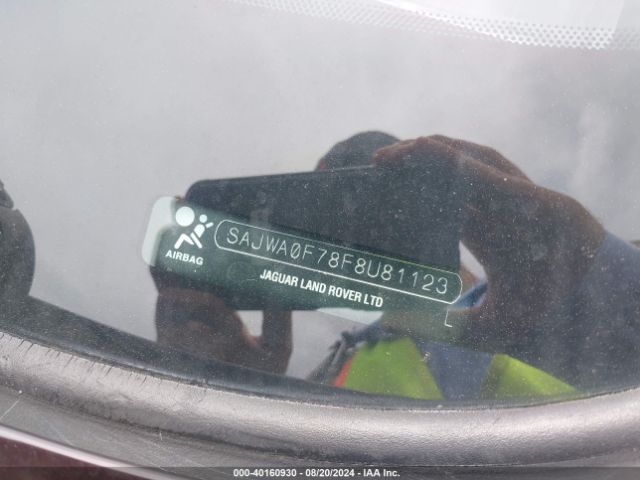 SAJWA0F78F8U81123
AIRBAG
JAGUAR LAND ROVER LTD
L
000-40160930 - 08/20/2024 - IAA Inc.